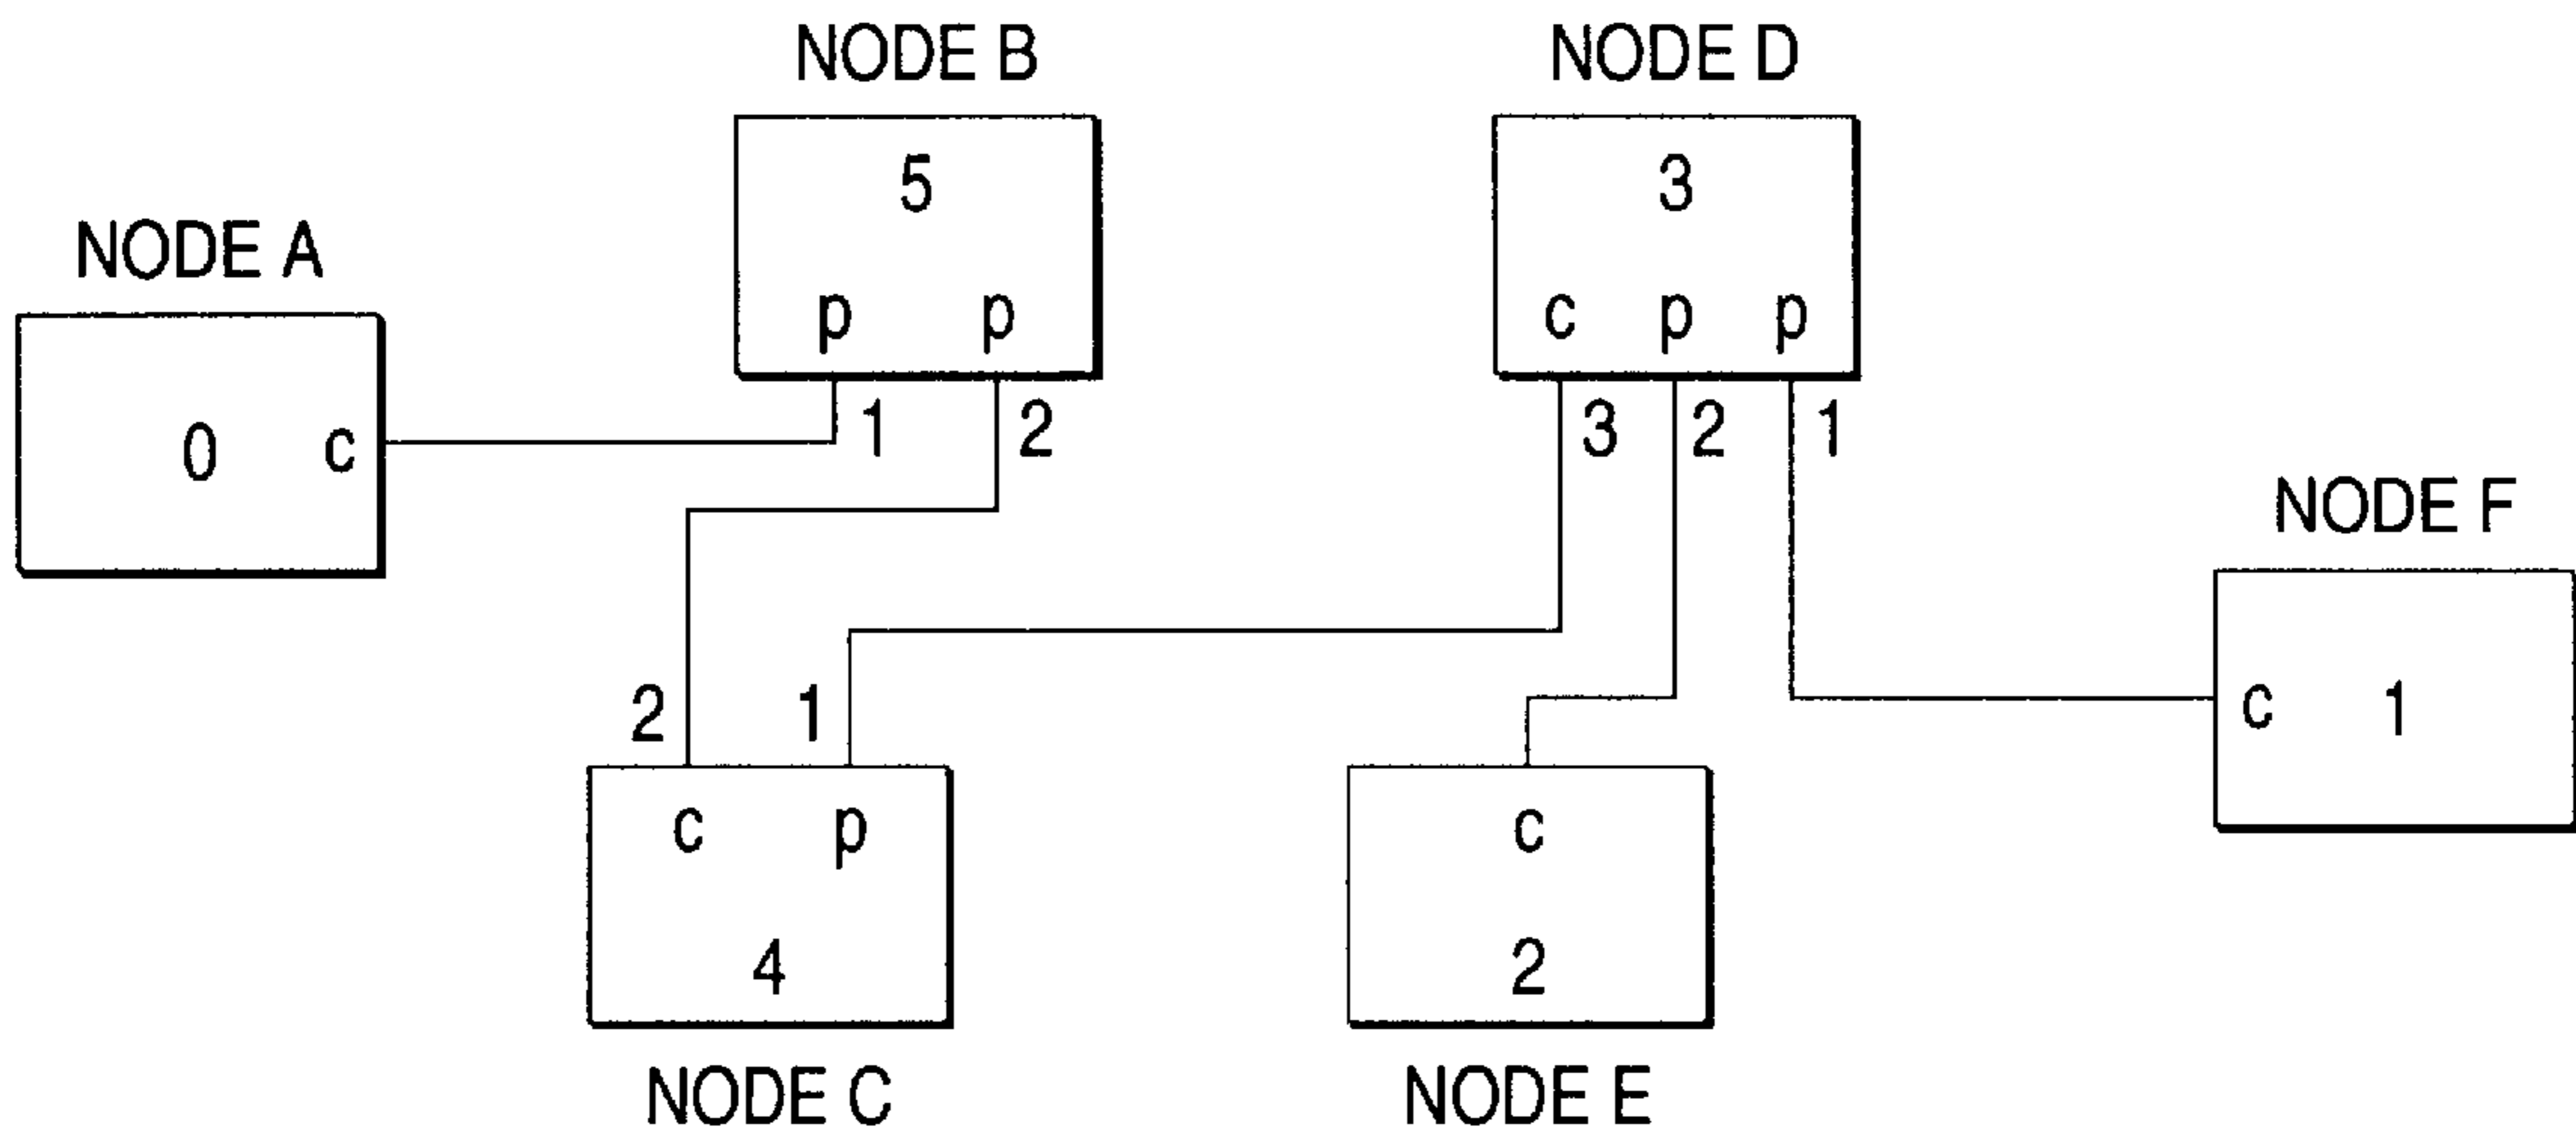 NODE B
NODE D
5
3
NODE A
p p
c p p
1 2
3 2 1
0 c
NODE F
2 1
c 1
c p
c
4
2
NODE C
NODE E